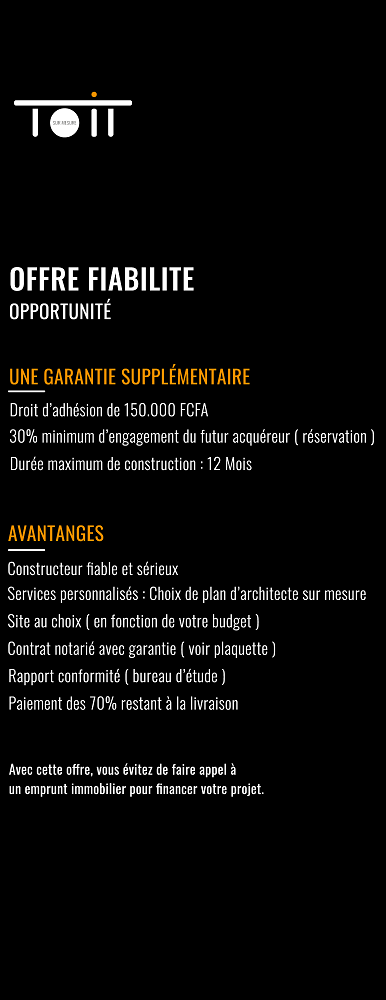 TOIT
SUR MESURE
OFFRE FIABILITE
OPPORTUNITÉ
UNE GARANTIE SUPPLÉMENTAIRE
Droit d'adhésion de 150.000 FCFA
30% minimum d'engagement du futur acquéreur ( réservation )
Durée maximum de construction : 12 Mois
AVANTANGES
Constructeur fiable et sérieux
Services personnalisés : Choix de plan d'architecte sur mesure
Site au choix ( en fonction de votre budget )
Contrat notarié avec garantie ( voir plaquette )
Rapport conformité ( bureau d'étude )
Paiement des 70% restant à la livraison
Avec cette offre, vous évitez de faire appel à
un emprunt immobilier pour financer votre projet.